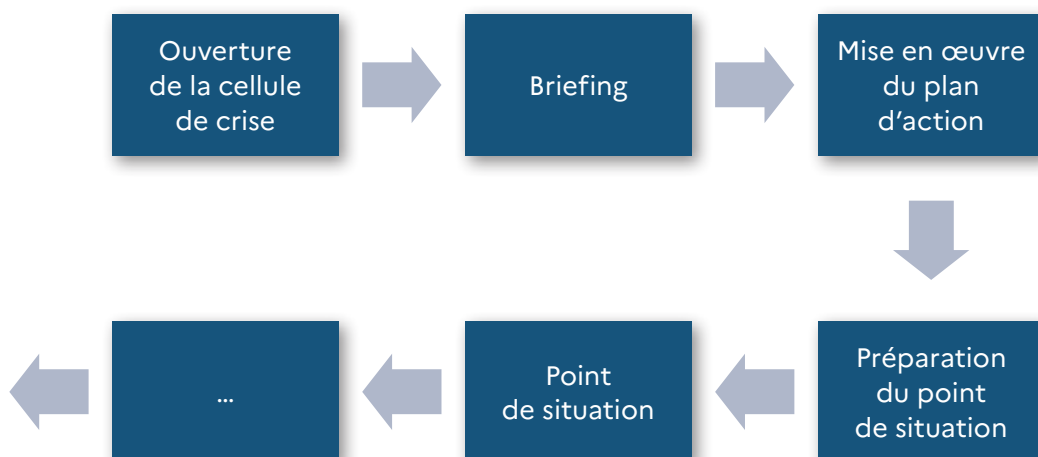 Ouverture
de la cellule
de crise
Briefing
Mise en œuvre
du plan
d’action
Préparation
du point
de situation
Point
de situation
...